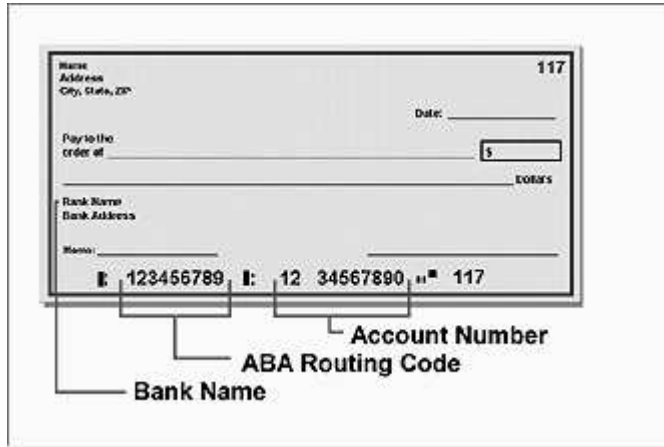 Name
117
Address
City, State, ZIP
Date:
Pay to the
order of
$
Dollars
Bank Name
Bank Address
Memo:
⑆ 123456789 ⑆ 12 34567890 ⑈ 117
Account Number
ABA Routing Code
Bank Name